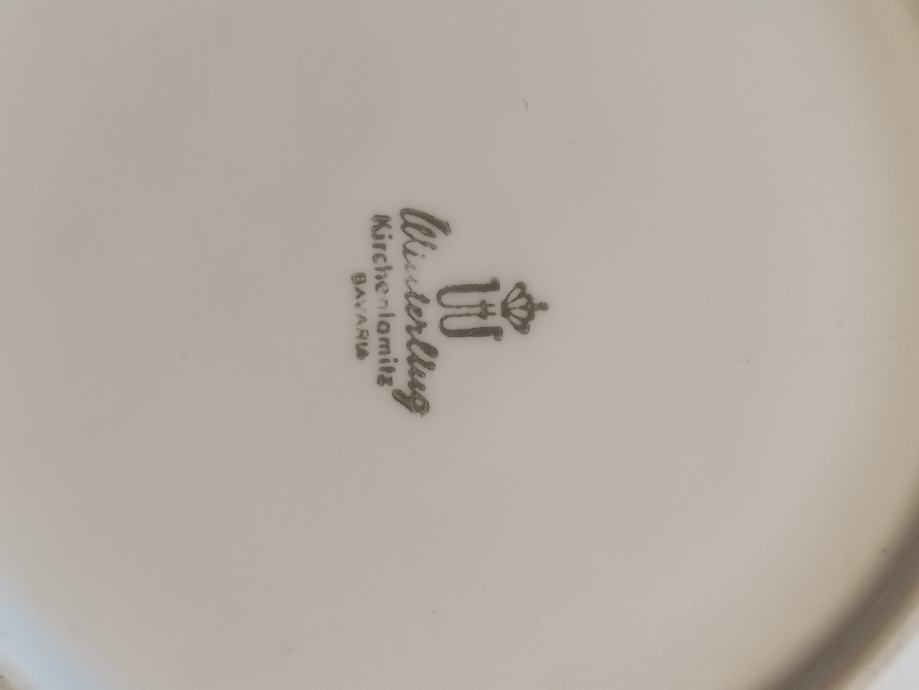 W
Winterling
Kirchenlamitz
BAVARIA